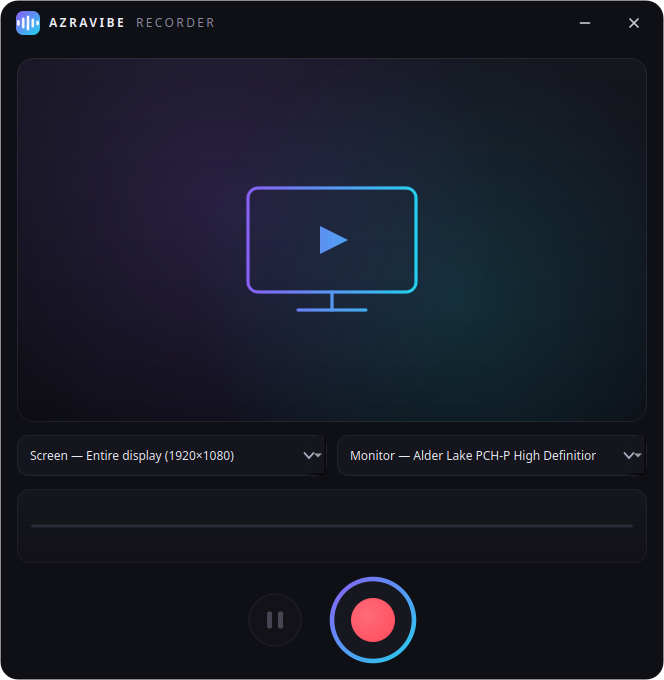 AZRAVIBE RECORDER
Screen — Entire display (1920×1080)
Monitor — Alder Lake PCH-P High Definitior